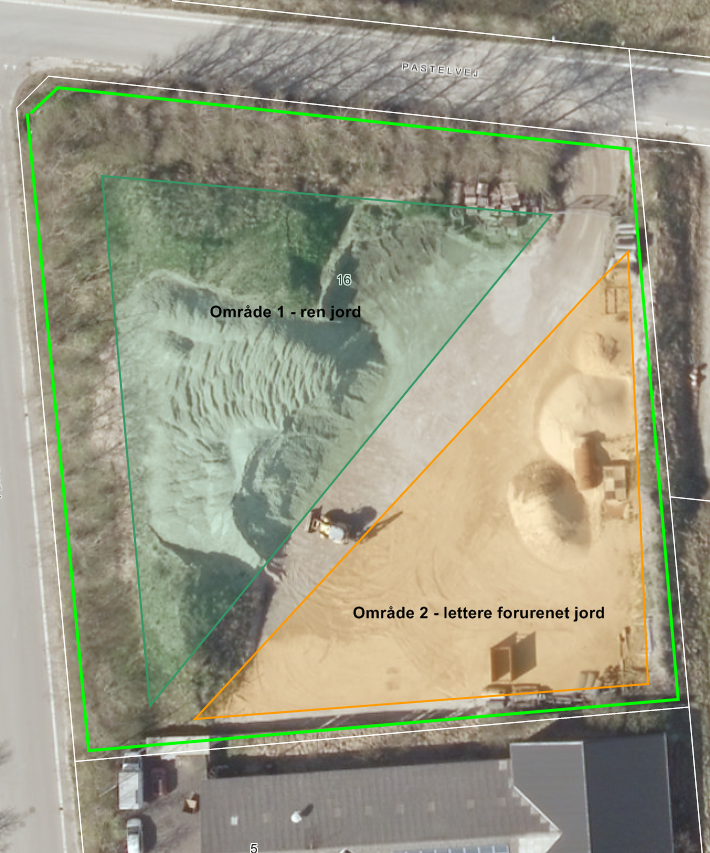 PASTELVEJ
16
Område 1 - ren jord
Område 2 - lettere forurenet jord
5